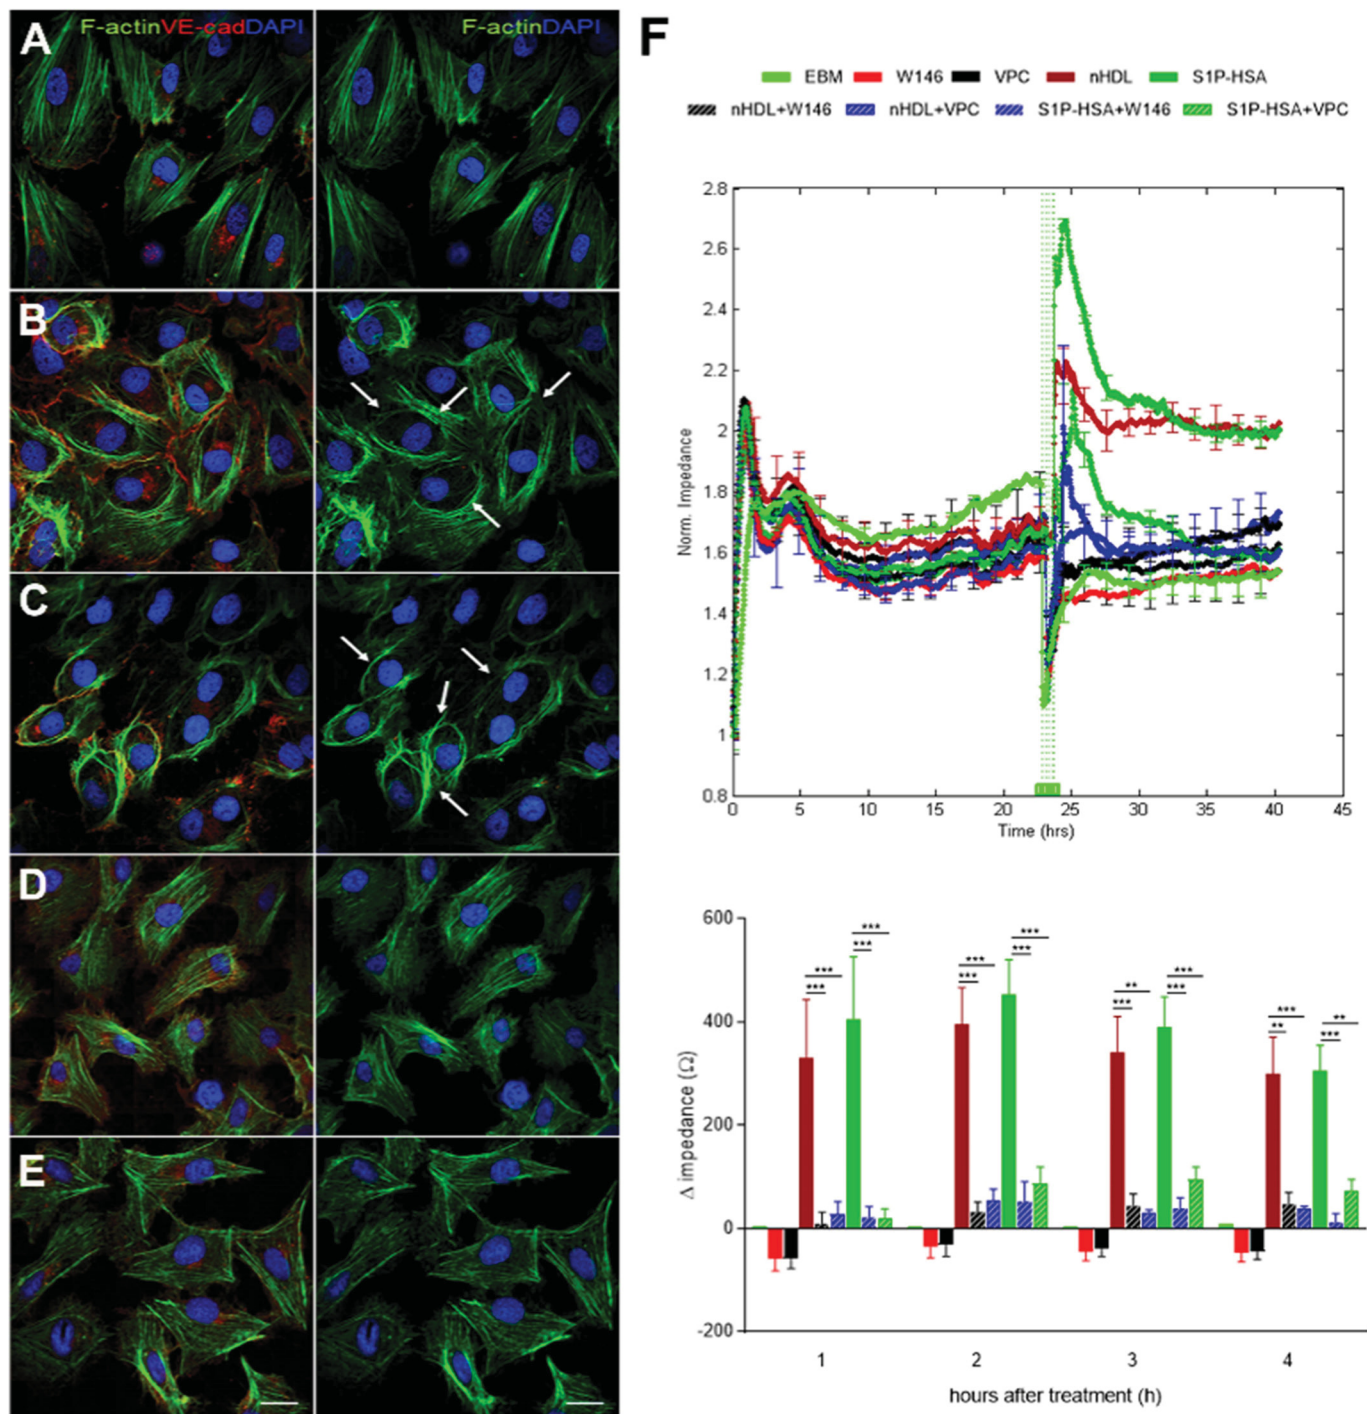 A
F-actinVE-cadDAPI
F-actinDAPI
B
C
D
E
F
EBM W146 VPC nHDL S1P-HSA
nHDL+W146 nHDL+VPC S1P-HSA+W146 S1P-HSA+VPC
2.8
2.6
2.4
2.2
2
1.8
1.6
1.4
1.2
1
0.8
Norm. Impedance
0 5 10 15 20 25 30 35 40 45
Time (hrs)
600
400
200
0
-200
Δ impedance (Ω)
*** *** *** ***
*** *** *** ***
** *** *** ***
*** ** ** ***
1 2 3 4
hours after treatment (h)